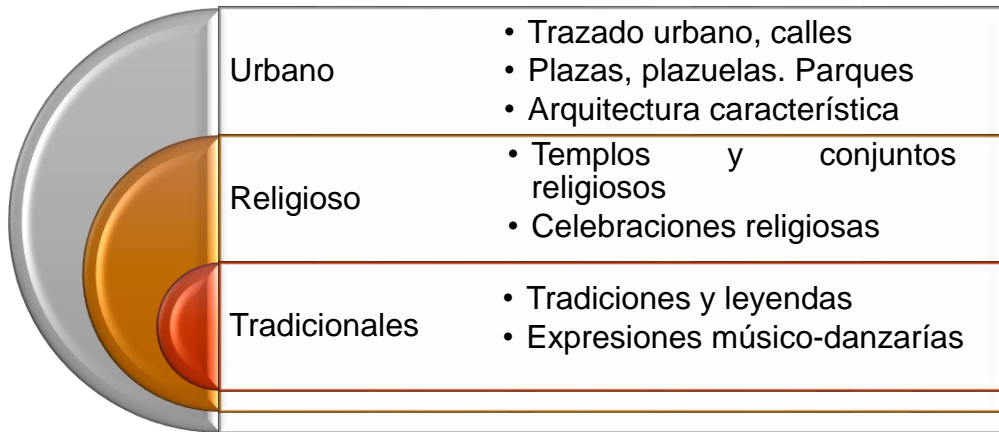 Urbano
• Trazado urbano, calles
• Plazas, plazuelas. Parques
• Arquitectura característica
Religioso
• Templos y conjuntos
religiosos
• Celebraciones religiosas
Tradicionales
• Tradiciones y leyendas
• Expresiones músico-danzarías